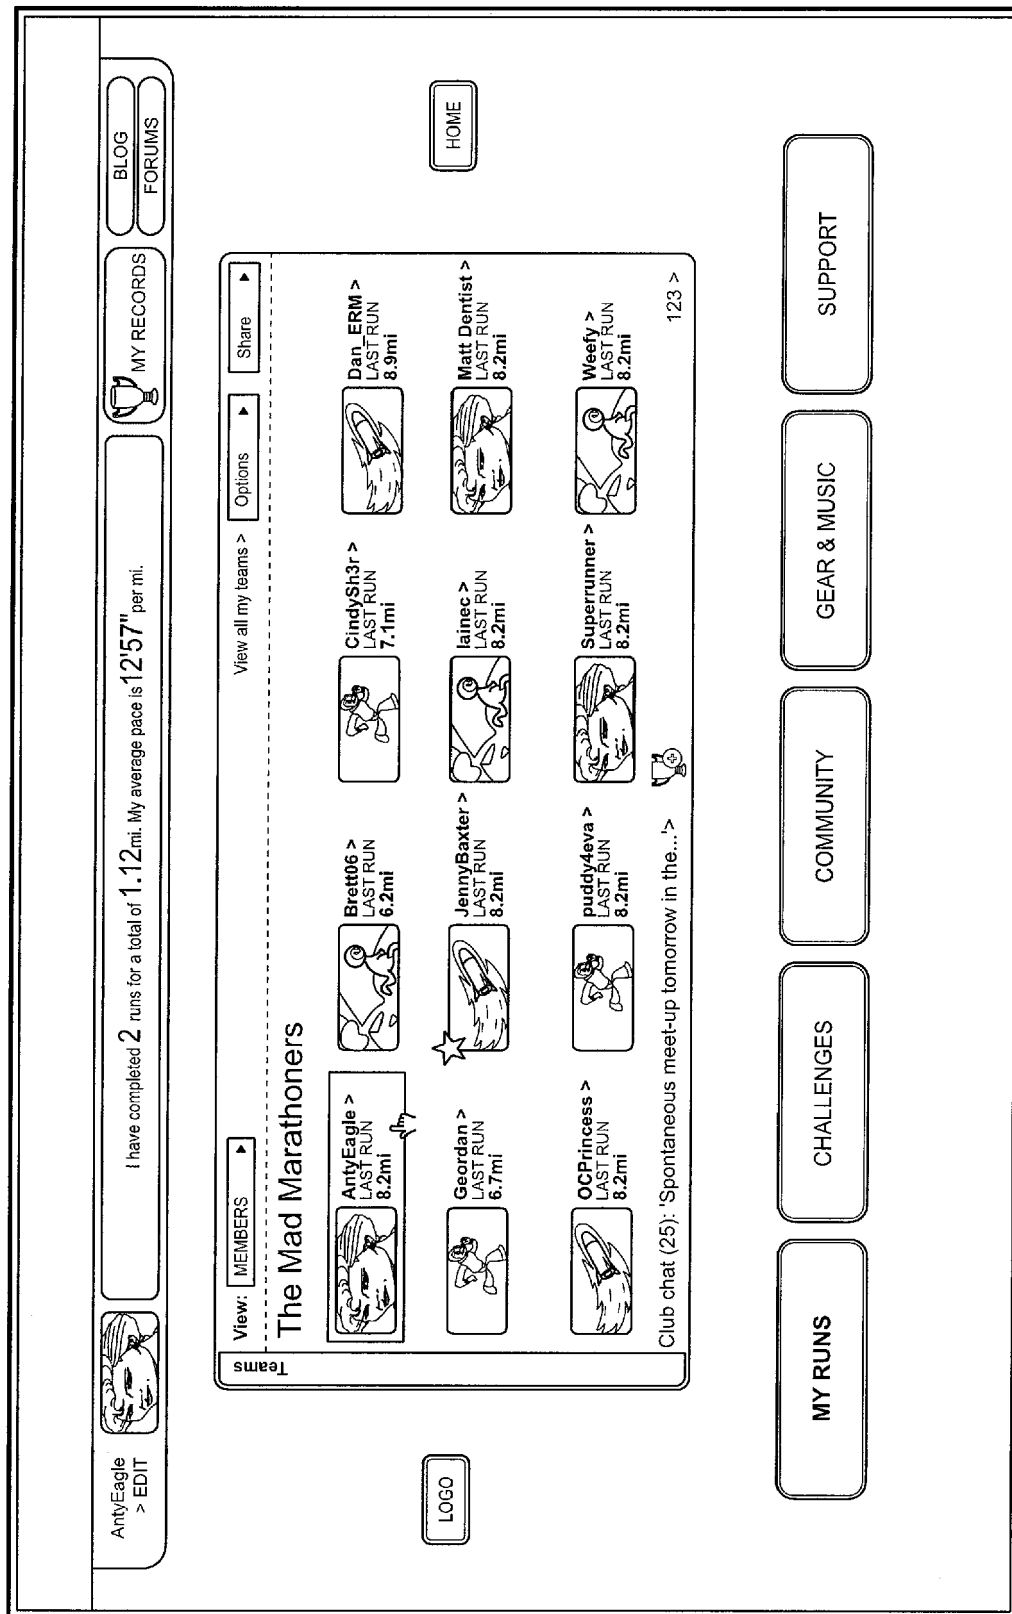 AntyEagle
> EDIT
I have completed 2 runs for a total of 1.12mi. My average pace is 12'57" per mi.
MY RECORDS
BLOG
FORUMS
LOGO
HOME
Teams
View: MEMBERS
View all my teams >
Options
Share
The Mad Marathoners
AntyEagle >
LAST RUN
8.2mi
Brett06 >
LAST RUN
6.2mi
CindySh3r >
LAST RUN
7.1mi
Dan_ERM >
LAST RUN
8.9mi
Geordan >
LAST RUN
6.7mi
JennyBaxter >
LAST RUN
8.2mi
lainec >
LAST RUN
8.2mi
Matt Dentist >
LAST RUN
8.2mi
OCPrincess >
LAST RUN
8.2mi
puddy4eva >
LAST RUN
8.2mi
Superrunner >
LAST RUN
8.2mi
Weefy >
LAST RUN
8.2mi
Club chat (25): 'Spontaneous meet-up tomorrow in the...'>
123 >
MY RUNS
CHALLENGES
COMMUNITY
GEAR & MUSIC
SUPPORT